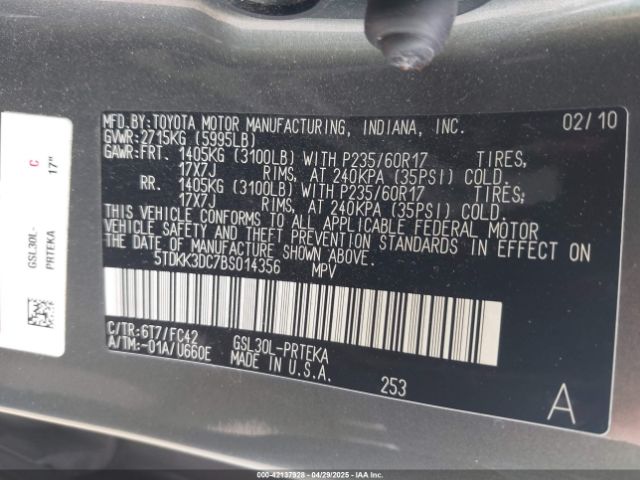 MFD.BY:TOYOTA MOTOR MANUFACTURING, INDIANA, INC. 02/10
GVWR:2715KG (5995LB)
GAWR:FRT. 1405KG (3100LB) WITH P235/60R17 TIRES,
17X7J RIMS, AT 240KPA (35PSI) COLD.
RR. 1405KG (3100LB) WITH P235/60R17 TIRES,
17X7J RIMS, AT 240KPA (35PSI) COLD.
THIS VEHICLE CONFORMS TO ALL APPLICABLE FEDERAL MOTOR
VEHICLE SAFETY AND THEFT PREVENTION STANDARDS IN EFFECT ON
THE DATE OF MANUFACTURE SHOWN ABOVE.
5TDKK3DC7BS014356 MPV
C/TR:6T7/FC42 GSL30L-PRTEKA
A/TM:-01A/U660E MADE IN U.S.A.
253 A
C
17"
GSL30L-
PRTEKA
000-42137928 - 04/29/2025 - IAAI.COM